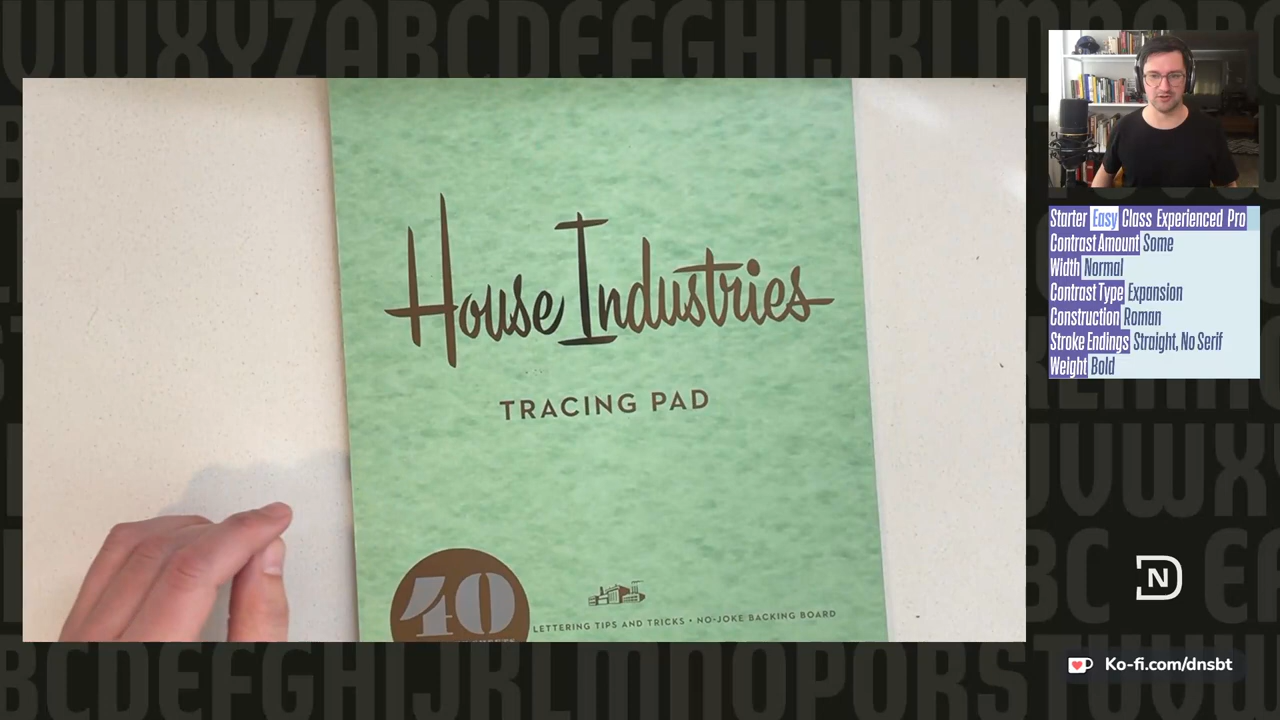 House Industries
TRACING PAD
40
LETTERING TIPS AND TRICKS • NO-JOKE BACKING BOARD
Starter Easy Class Experienced Pro
Contrast Amount Some
Width Normal
Contrast Type Expansion
Construction Roman
Stroke Endings Straight, No Serif
Weight Bold
DN
Ko-fi.com/dnsbt